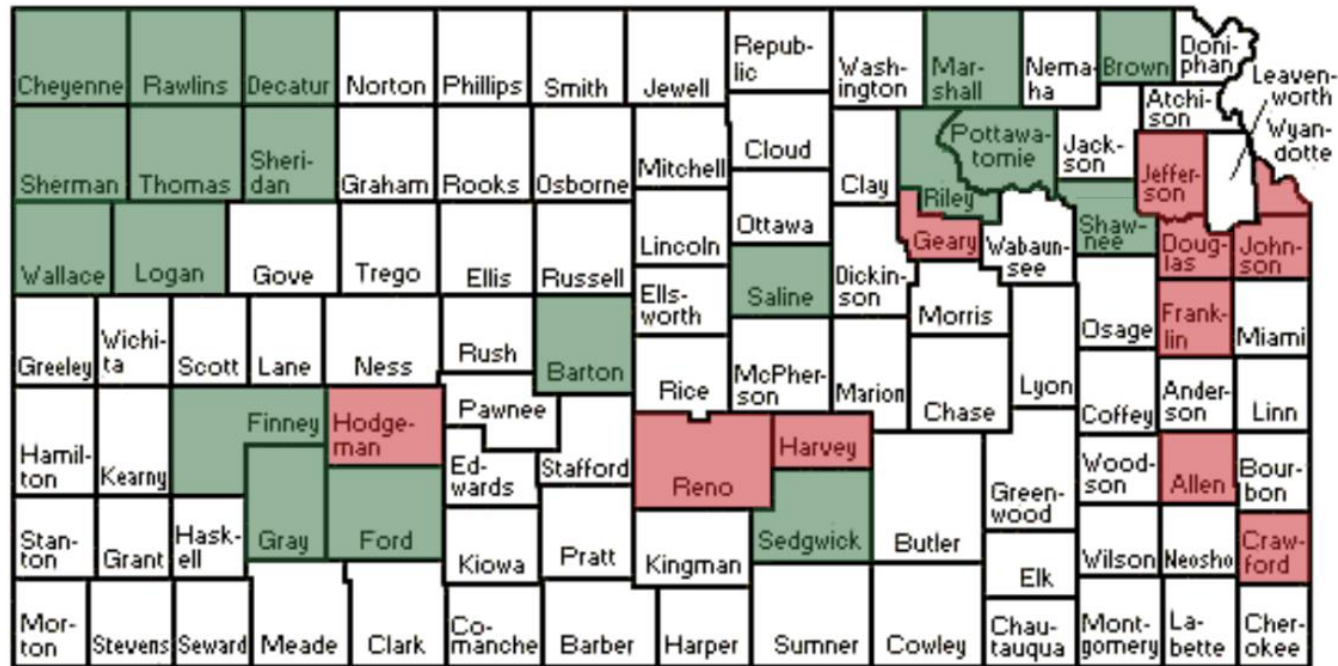 Cheyenne
Rawlins
Decatur
Norton
Phillips
Smith
Jewell
Repub-
lic
Wash-
ington
Mar-
shall
Nema-
ha
Brown
Doni-
phan
Leaven-
worth
Atchi-
son
Wyan-
dotte
Sherman
Thomas
Sheri-
dan
Graham
Rooks
Osborne
Mitchell
Cloud
Clay
Pottawa-
tomie
Jack-
son
Jeffer-
son
Riley
Wallace
Logan
Gove
Trego
Ellis
Russell
Lincoln
Ottawa
Geary
Wabaun-
see
Shaw-
nee
Doug-
las
John-
son
Ells-
worth
Saline
Dickin-
son
Morris
Osage
Frank-
lin
Miami
Greeley
Wichi-
ta
Scott
Lane
Ness
Rush
Barton
Rice
McPher-
son
Marion
Chase
Lyon
Coffey
Ander-
son
Linn
Hamil-
ton
Kearny
Finney
Hodge-
man
Pawnee
Ed-
wards
Stafford
Reno
Harvey
Green-
wood
Wood-
son
Allen
Bour-
bon
Stan-
ton
Grant
Hask-
ell
Gray
Ford
Kiowa
Pratt
Kingman
Sedgwick
Butler
Elk
Wilson
Neosho
Craw-
ford
Mor-
ton
Stevens
Seward
Meade
Clark
Co-
manche
Barber
Harper
Sumner
Cowley
Chau-
tauqua
Mont-
gomery
La-
bette
Cher-
okee